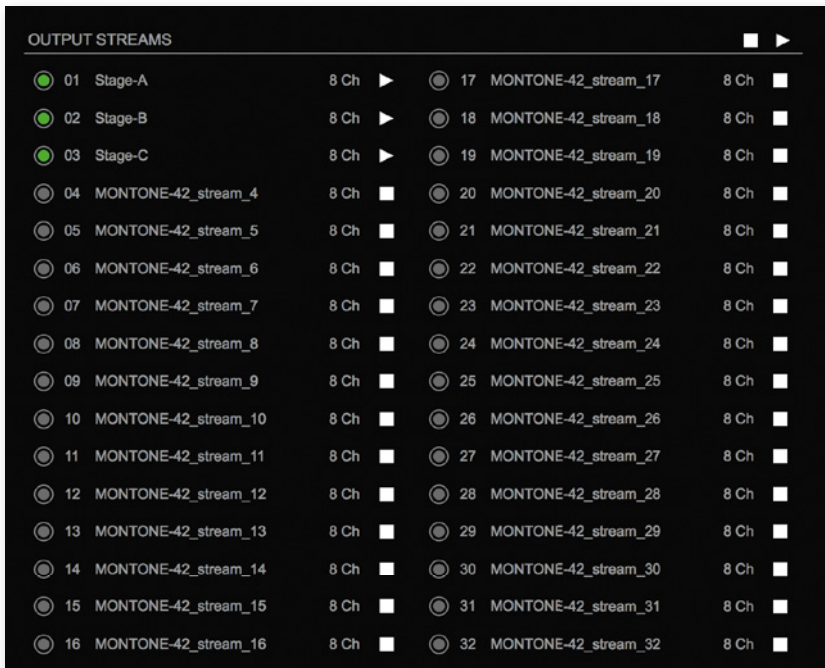 OUTPUT STREAMS
01 Stage-A 8 Ch
02 Stage-B 8 Ch
03 Stage-C 8 Ch
04 MONTONE-42_stream_4 8 Ch
05 MONTONE-42_stream_5 8 Ch
06 MONTONE-42_stream_6 8 Ch
07 MONTONE-42_stream_7 8 Ch
08 MONTONE-42_stream_8 8 Ch
09 MONTONE-42_stream_9 8 Ch
10 MONTONE-42_stream_10 8 Ch
11 MONTONE-42_stream_11 8 Ch
12 MONTONE-42_stream_12 8 Ch
13 MONTONE-42_stream_13 8 Ch
14 MONTONE-42_stream_14 8 Ch
15 MONTONE-42_stream_15 8 Ch
16 MONTONE-42_stream_16 8 Ch
17 MONTONE-42_stream_17 8 Ch
18 MONTONE-42_stream_18 8 Ch
19 MONTONE-42_stream_19 8 Ch
20 MONTONE-42_stream_20 8 Ch
21 MONTONE-42_stream_21 8 Ch
22 MONTONE-42_stream_22 8 Ch
23 MONTONE-42_stream_23 8 Ch
24 MONTONE-42_stream_24 8 Ch
25 MONTONE-42_stream_25 8 Ch
26 MONTONE-42_stream_26 8 Ch
27 MONTONE-42_stream_27 8 Ch
28 MONTONE-42_stream_28 8 Ch
29 MONTONE-42_stream_29 8 Ch
30 MONTONE-42_stream_30 8 Ch
31 MONTONE-42_stream_31 8 Ch
32 MONTONE-42_stream_32 8 Ch